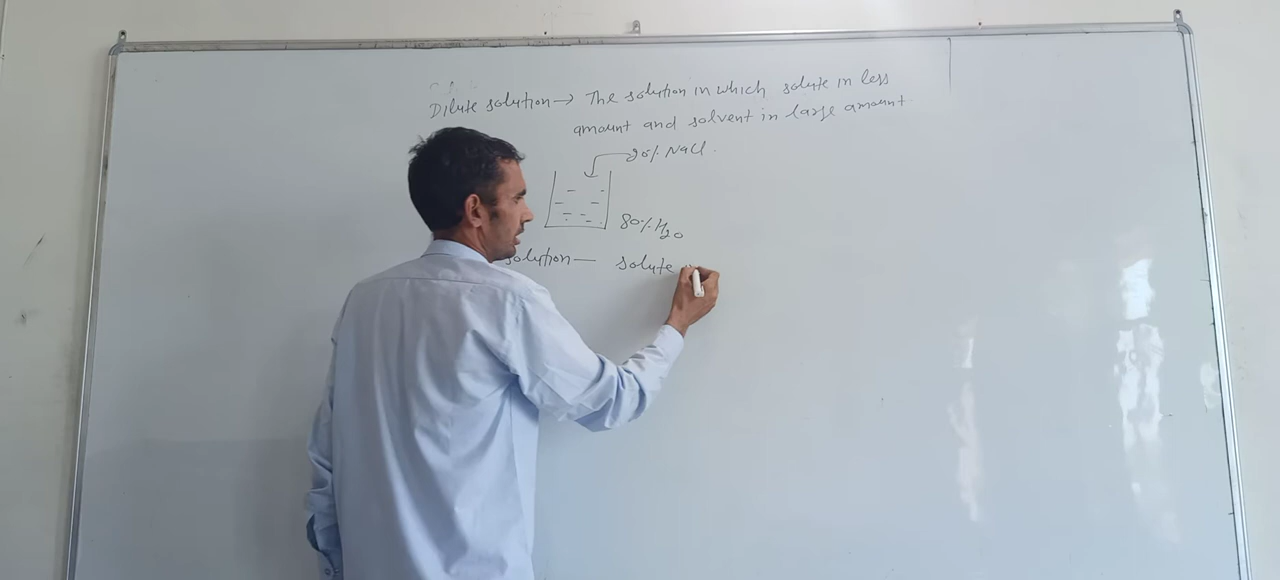 Dilute solution → The solution in which solute in less
amount and solvent in large amount
20% NaCl.
80% H2O
solution — solute